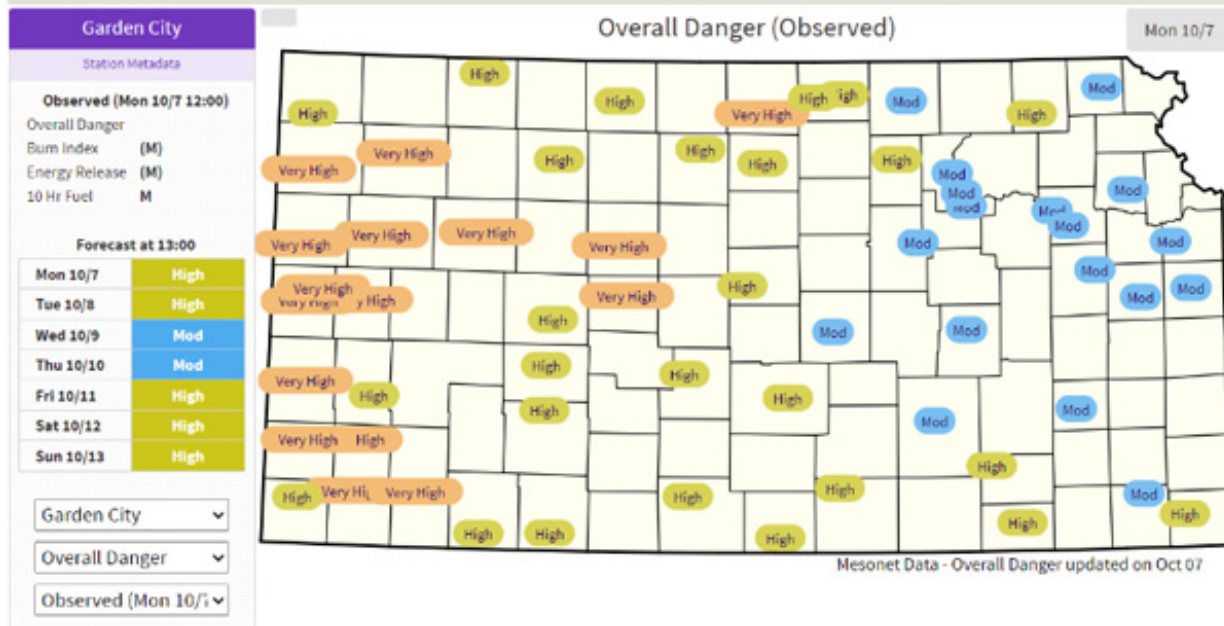 Garden City
Station Metadata
Observed (Mon 10/7 12:00)
Overall Danger
Burn Index (M)
Energy Release (M)
10 Hr Fuel M
Forecast at 13:00
Mon 10/7 High
Tue 10/8 High
Wed 10/9 Mod
Thu 10/10 Mod
Fri 10/11 High
Sat 10/12 High
Sun 10/13 High
Garden City
Overall Danger
Observed (Mon 10/
Overall Danger (Observed)
Mon 10/7
High
High Mod
High High
High Very High High
High
Very High High Very High
High High
Very High
Mod
Mod
Mod
Mod
Very High Very High
Mod
Very High Very High Mod Mod
Mod
Very High High Mod
Very High Mod
High
High
Mod Mod
High
High
Very High
High High
High Mod
Mod
Very High High
High
Very High Very High High Mod
High High
High
High High High
Mesonet Data - Overall Danger updated on Oct 07